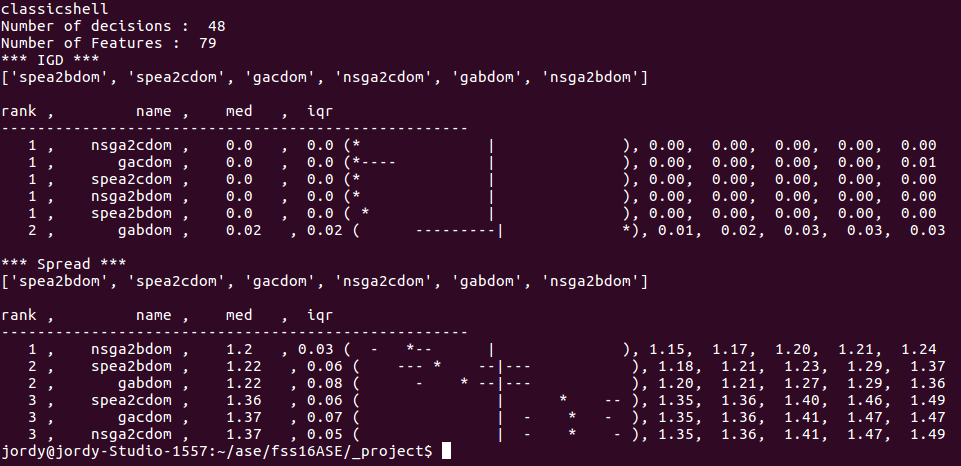 classicshell
Number of decisions :  48
Number of Features :  79
*** IGD ***
['spea2bdom', 'spea2cdom', 'gacdom', 'nsga2cdom', 'gabdom', 'nsga2bdom']
rank ,         name ,    med   ,  iqr
----------------------------------------------------
   1 ,    nsga2cdom ,    0.0   ,  0.0 (*              |              ), 0.00,  0.00,  0.00,  0.00,  0.00
   1 ,       gacdom ,    0.0   ,  0.0 (*----          |              ), 0.00,  0.00,  0.00,  0.00,  0.01
   1 ,    spea2cdom ,    0.0   ,  0.0 (*              |              ), 0.00,  0.00,  0.00,  0.00,  0.00
   1 ,    nsga2bdom ,    0.0   ,  0.0 (*              |              ), 0.00,  0.00,  0.00,  0.00,  0.00
   1 ,    spea2bdom ,    0.0   ,  0.0 ( *             |              ), 0.00,  0.00,  0.00,  0.00,  0.00
   2 ,       gabdom ,    0.02   , 0.02 (      ---------|             *), 0.01,  0.02,  0.03,  0.03,  0.03
*** Spread ***
['spea2bdom', 'spea2cdom', 'gacdom', 'nsga2cdom', 'gabdom', 'nsga2bdom']
rank ,         name ,    med   ,  iqr
----------------------------------------------------
   1 ,    nsga2bdom ,    1.2   , 0.03 (  -   *--      |              ), 1.15,  1.17,  1.20,  1.21,  1.24
   2 ,    spea2bdom ,    1.22   , 0.06 (    --- *    --|---           ), 1.18,  1.21,  1.23,  1.29,  1.37
   2 ,       gabdom ,    1.22   , 0.08 (      -    * --|---           ), 1.20,  1.21,  1.27,  1.29,  1.36
   3 ,    spea2cdom ,    1.36   , 0.06 (               |      *    -- ), 1.35,  1.36,  1.40,  1.46,  1.49
   3 ,       gacdom ,    1.37   , 0.07 (               |  -    *   -  ), 1.35,  1.36,  1.41,  1.47,  1.47
   3 ,    nsga2cdom ,    1.37   , 0.05 (               |  -    *    - ), 1.35,  1.36,  1.41,  1.47,  1.49
jordy@jordy-Studio-1557:~/ase/fss16ASE/_project$